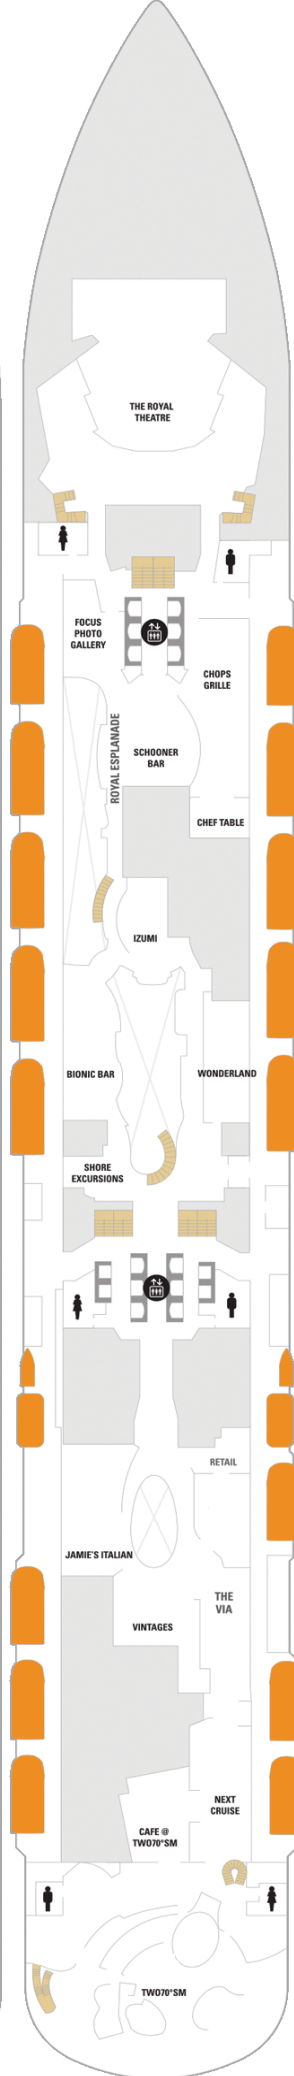 THE ROYAL
THEATRE
FOCUS
PHOTO
GALLERY
CHOPS
GRILLE
ROYAL ESPLANADE
SCHOONER
BAR
CHEF TABLE
IZUMI
BIONIC BAR
WONDERLAND
SHORE
EXCURSIONS
RETAIL
JAMIE'S ITALIAN
THE
VIA
VINTAGES
NEXT
CRUISE
CAFE @
TWO70°SM
TWO70°SM